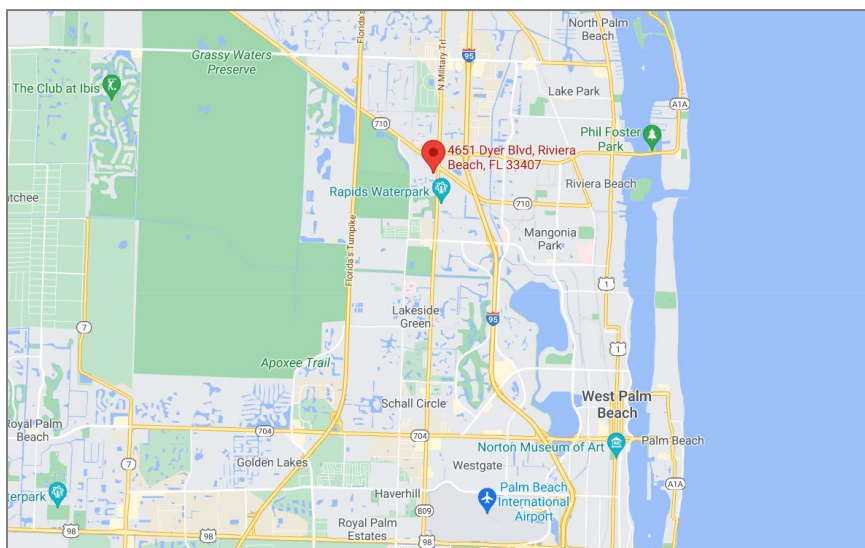 North Palm
Beach
Florida's
95
N Military Trl
Grassy Waters
Preserve
The Club at Ibis
Lake Park
A1A
710
Phil Foster
Park
4651 Dyer Blvd, Riviera
Beach, FL 33407
Rapids Waterpark
Riviera Beach
710
Mangonia
Park
Florida's Turnpike
1
Lakeside
Green
95
7
1
Apoxee Trail
Schall Circle
West Palm
Beach
Royal Palm
Beach
704
704
Norton Museum of Art
Palm Beach
7
Golden Lakes
Westgate
Haverhill
Palm Beach
International
Airport
A1A
809
Royal Palm
Estates
98
98
98